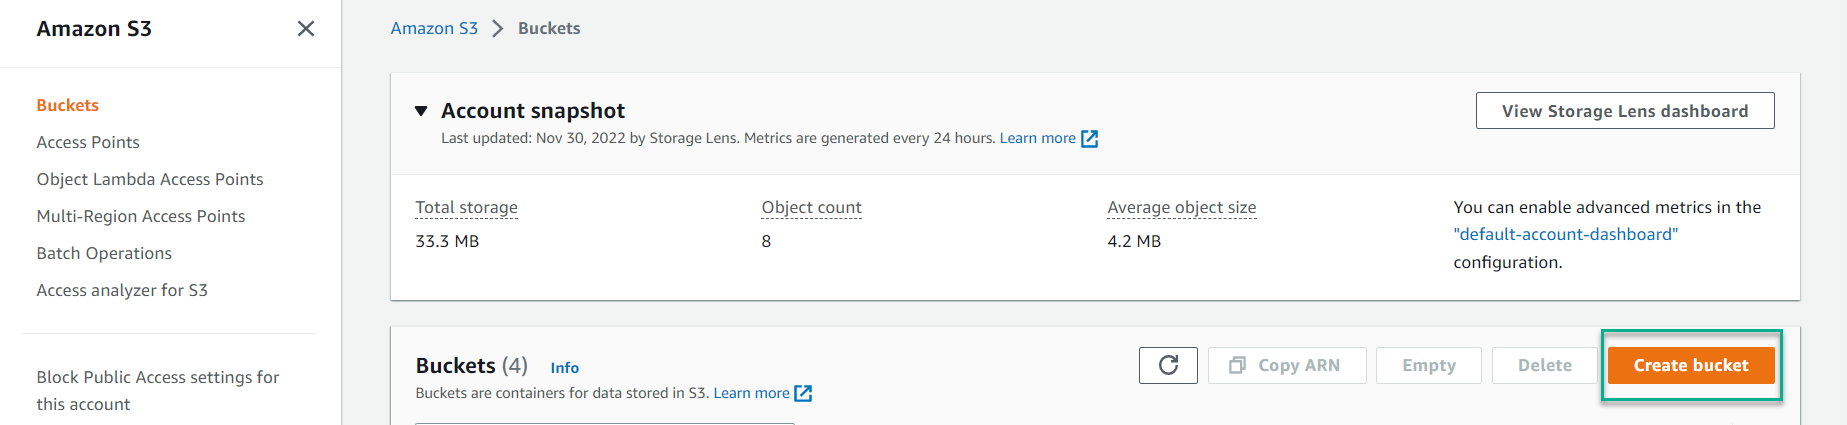 Amazon S3
Buckets
Access Points
Object Lambda Access Points
Multi-Region Access Points
Batch Operations
Access analyzer for S3
Block Public Access settings for
this account
Amazon S3 Buckets
Account snapshot
Last updated: Nov 30, 2022 by Storage Lens. Metrics are generated every 24 hours. Learn more
View Storage Lens dashboard
Total storage
33.3 MB
Object count
8
Average object size
4.2 MB
You can enable advanced metrics in the
"default-account-dashboard"
configuration.
Buckets (4) Info
Buckets are containers for data stored in S3. Learn more
Copy ARN
Empty
Delete
Create bucket